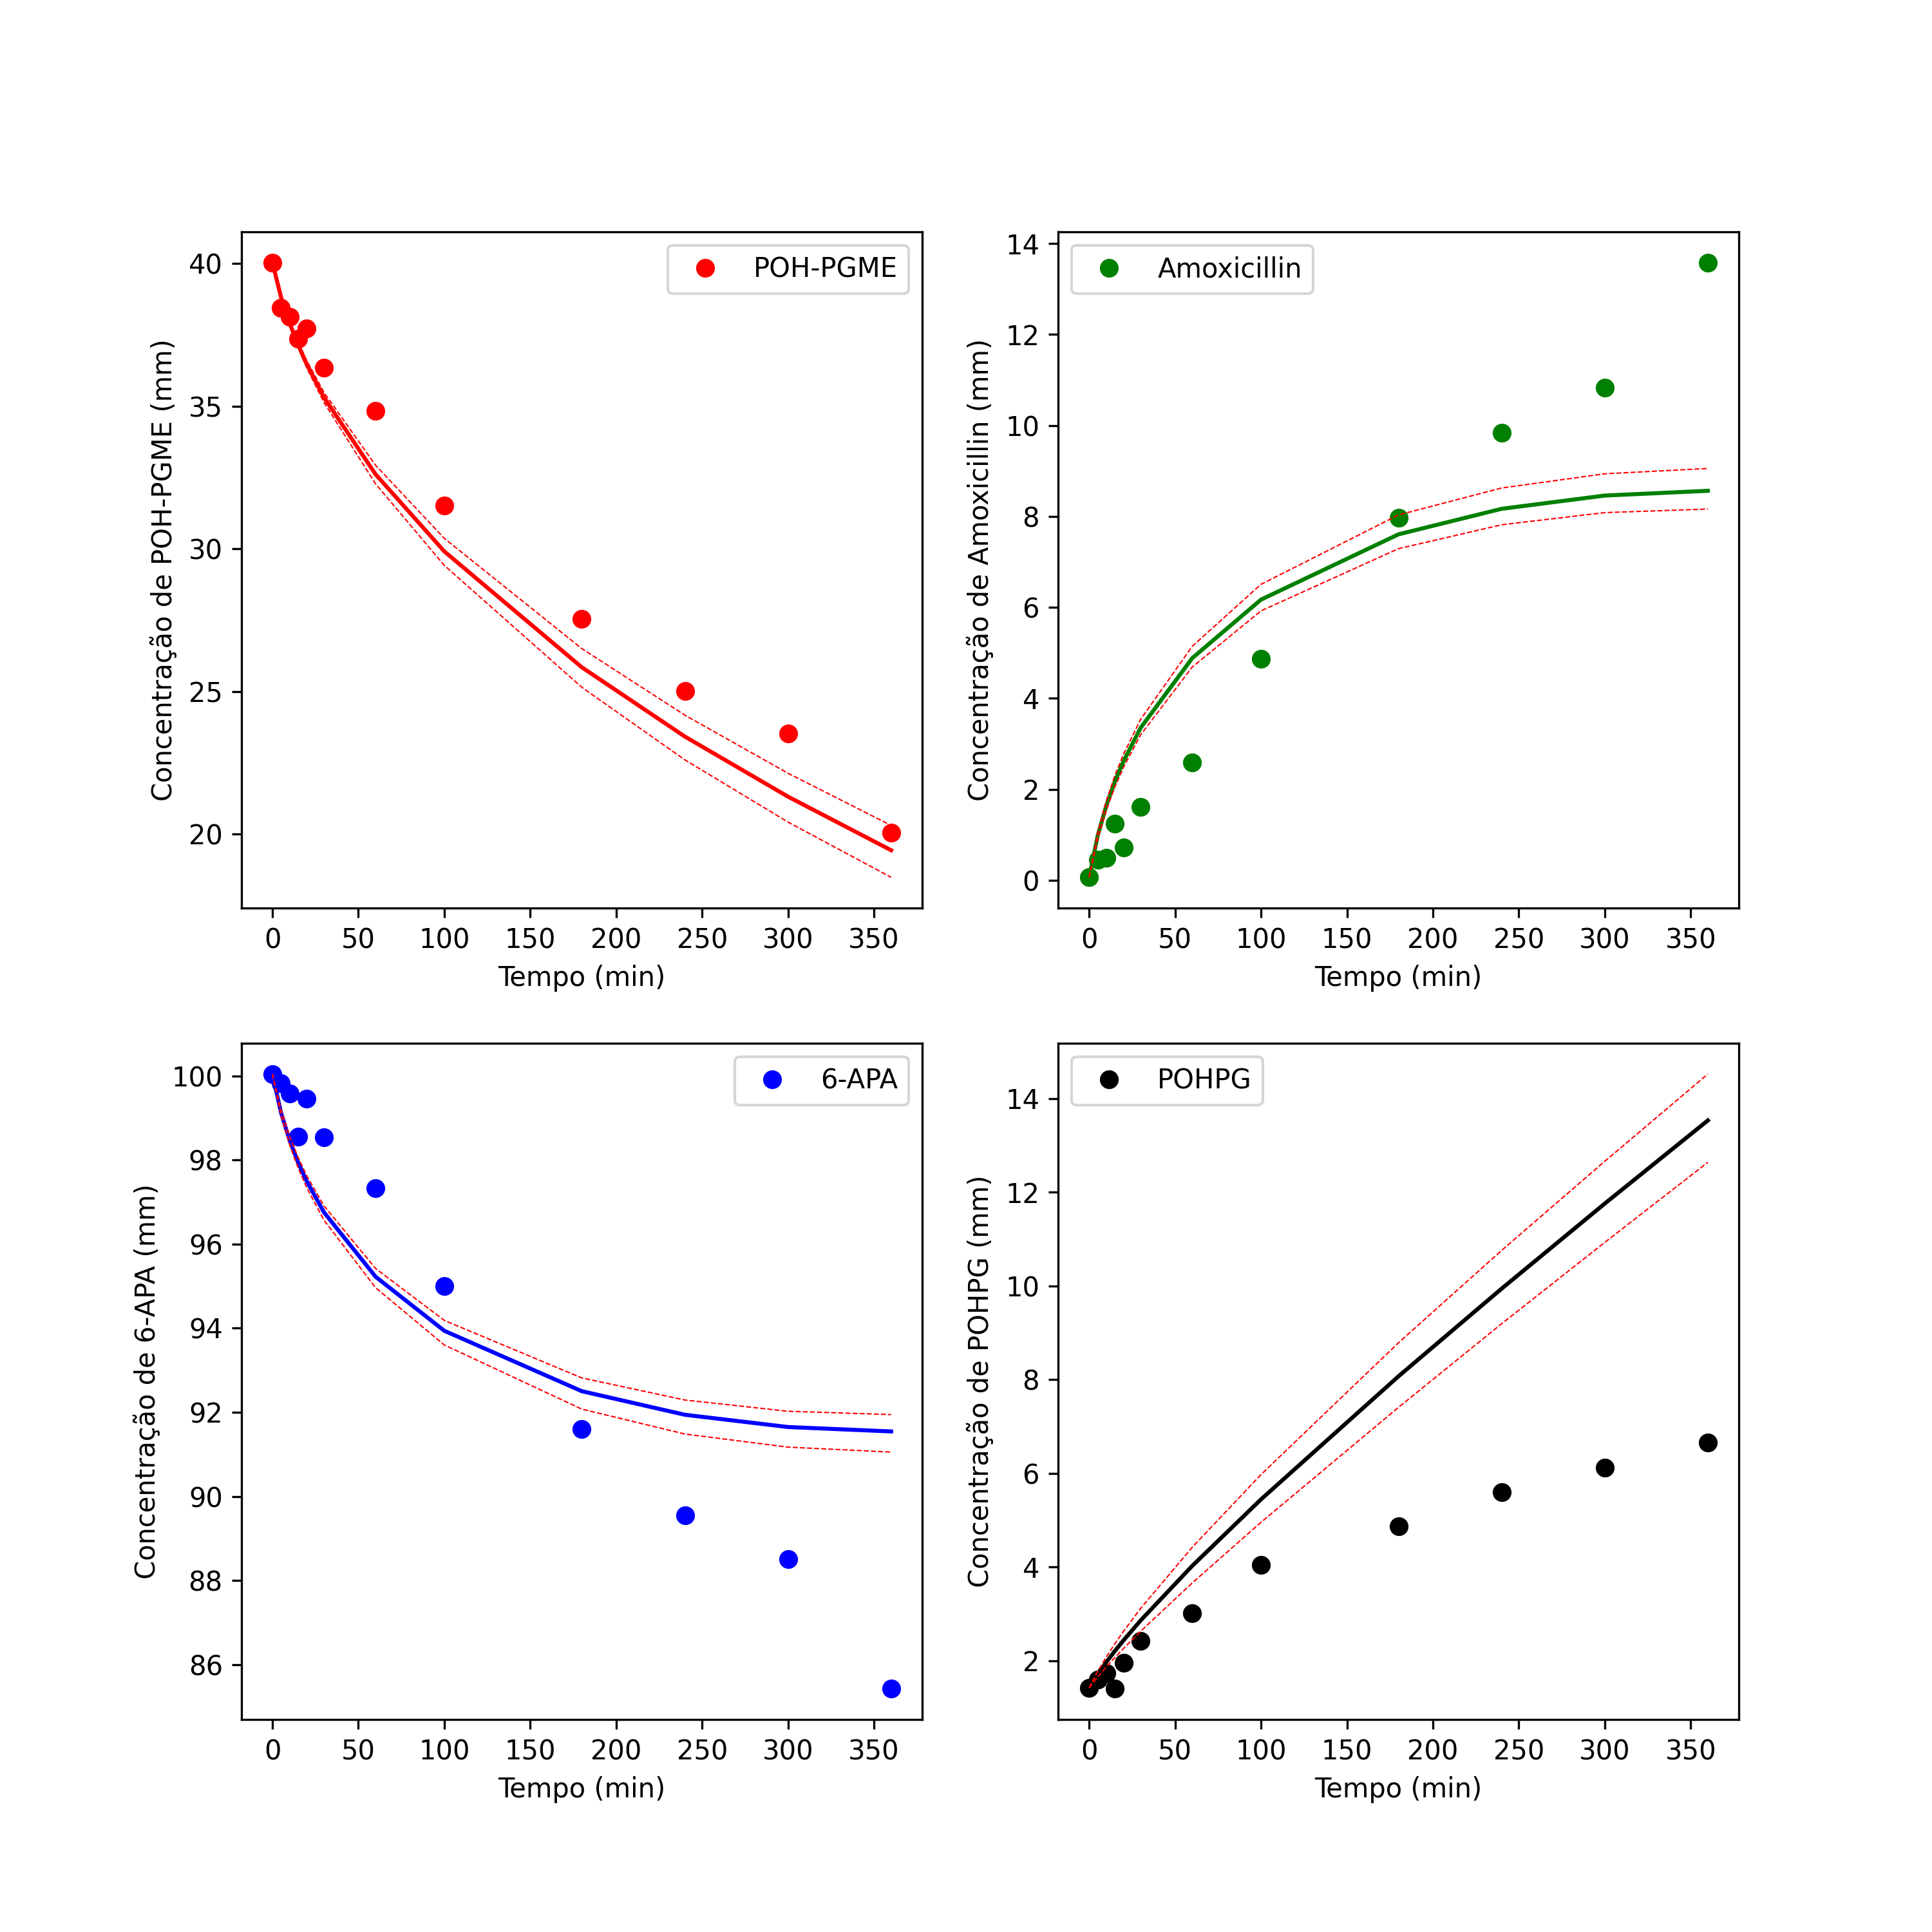 POH-PGME
Concentração de POH-PGME (mm)
40
35
30
25
20
0 50 100 150 200 250 300 350
Tempo (min)
Amoxicillin
Concentração de Amoxicillin (mm)
14
12
10
8
6
4
2
0
0 50 100 150 200 250 300 350
Tempo (min)
6-APA
Concentração de 6-APA (mm)
100
98
96
94
92
90
88
86
0 50 100 150 200 250 300 350
Tempo (min)
POHPG
Concentração de POHPG (mm)
14
12
10
8
6
4
2
0 50 100 150 200 250 300 350
Tempo (min)